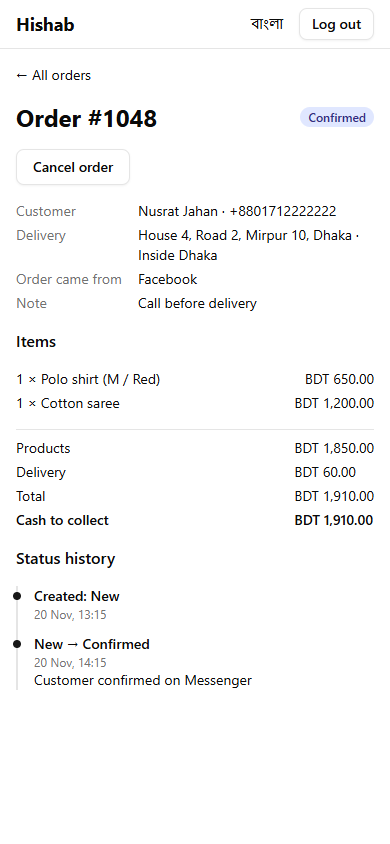 Hishab
বাংলা
Log out
← All orders
Order #1048
Confirmed
Cancel order
Customer Nusrat Jahan · +8801712222222
Delivery House 4, Road 2, Mirpur 10, Dhaka ·
Inside Dhaka
Order came from Facebook
Note Call before delivery
Items
1 × Polo shirt (M / Red) BDT 650.00
1 × Cotton saree BDT 1,200.00
Products BDT 1,850.00
Delivery BDT 60.00
Total BDT 1,910.00
Cash to collect BDT 1,910.00
Status history
Created: New
20 Nov, 13:15
New → Confirmed
20 Nov, 14:15
Customer confirmed on Messenger